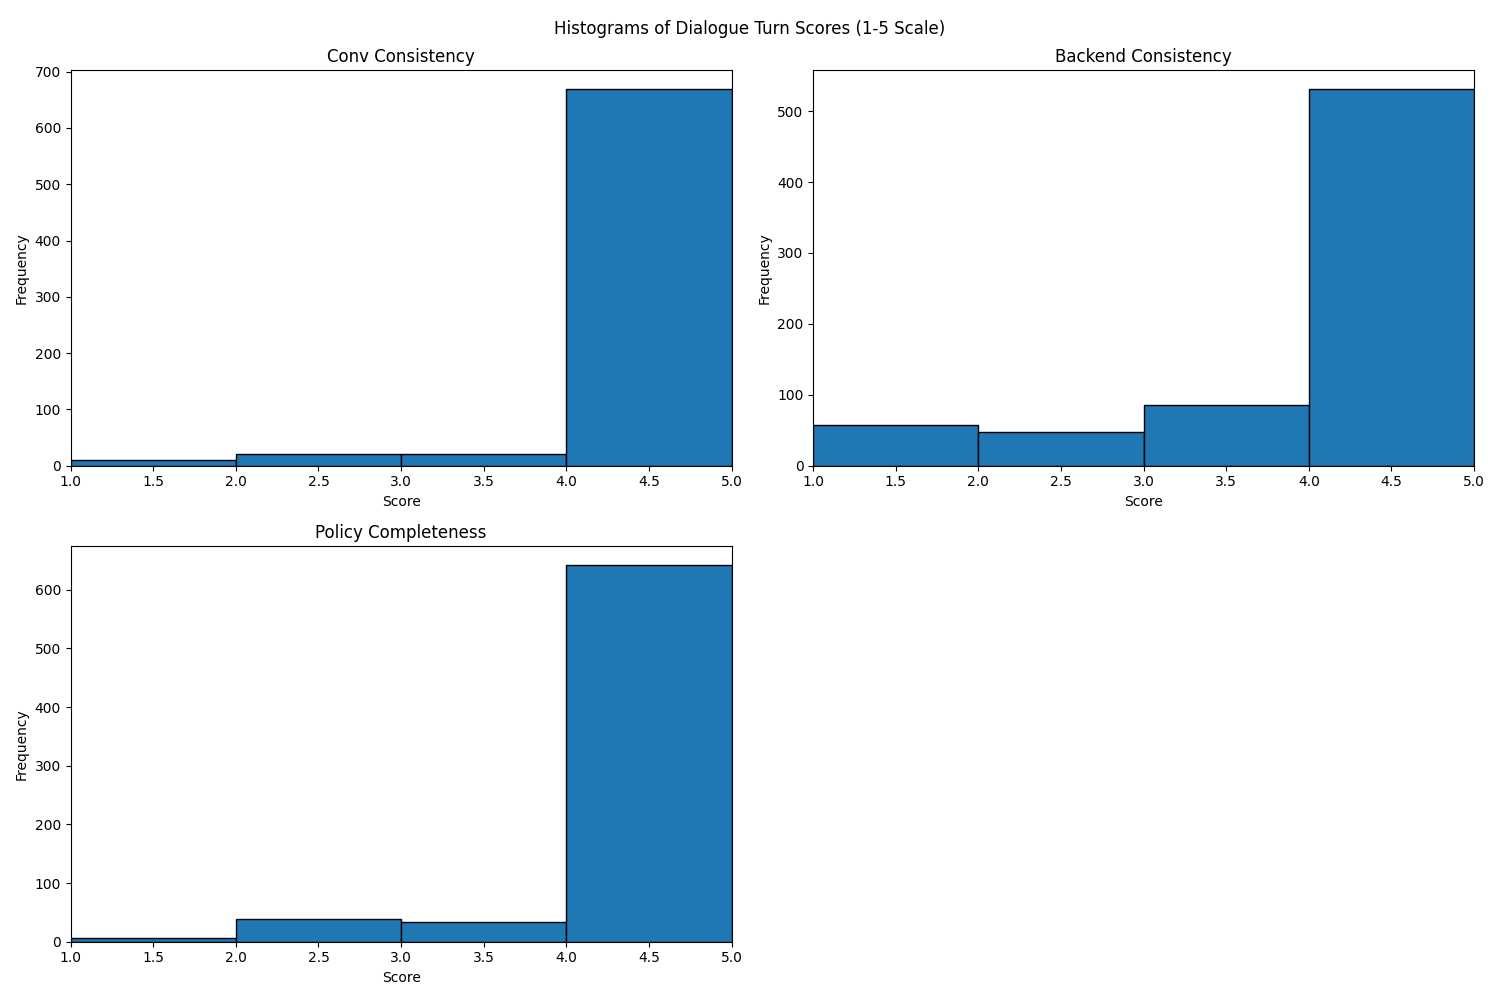 Histograms of Dialogue Turn Scores (1-5 Scale)
Conv Consistency
700
600
500
400
300
200
100
0
Frequency
1.0 1.5 2.0 2.5 3.0 3.5 4.0 4.5 5.0
Score
Backend Consistency
500
400
300
200
100
0
Frequency
1.0 1.5 2.0 2.5 3.0 3.5 4.0 4.5 5.0
Score
Policy Completeness
600
500
400
300
200
100
0
Frequency
1.0 1.5 2.0 2.5 3.0 3.5 4.0 4.5 5.0
Score